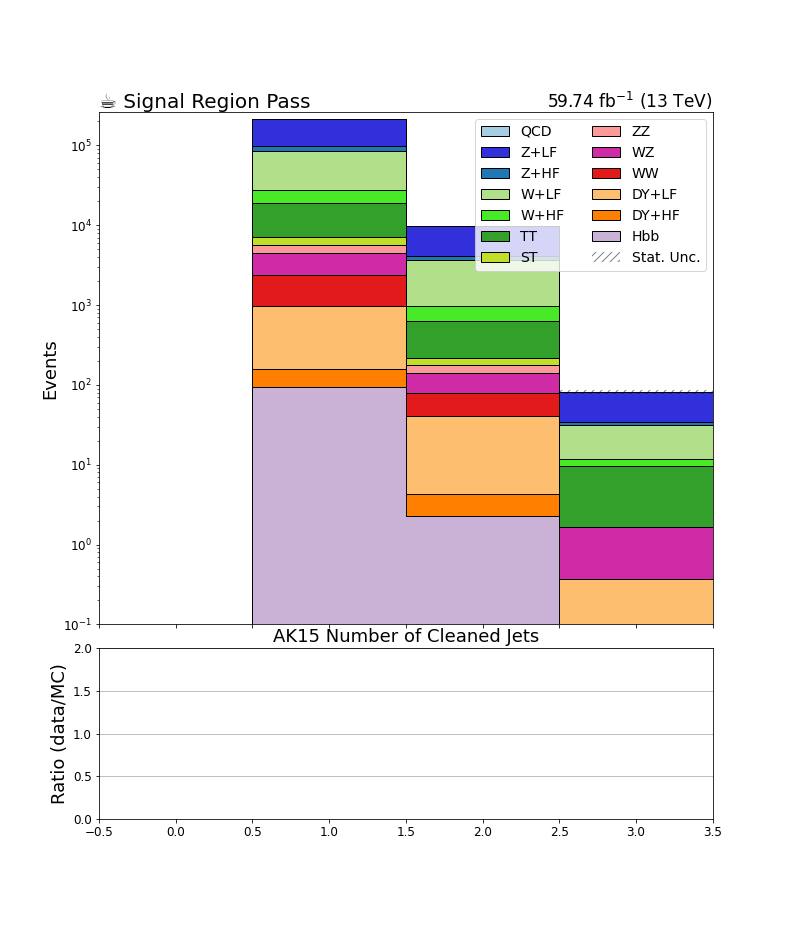 ☕ Signal Region Pass
59.74 fb⁻¹ (13 TeV)
QCD
Z+LF
Z+HF
W+LF
W+HF
TT
ST
ZZ
WZ
WW
DY+LF
DY+HF
Hbb
Stat. Unc.
Events
10⁵
10⁴
10³
10²
10¹
10⁰
10⁻¹
AK15 Number of Cleaned Jets
Ratio (data/MC)
2.0
1.5
1.0
0.5
0.0
−0.5 0.0 0.5 1.0 1.5 2.0 2.5 3.0 3.5